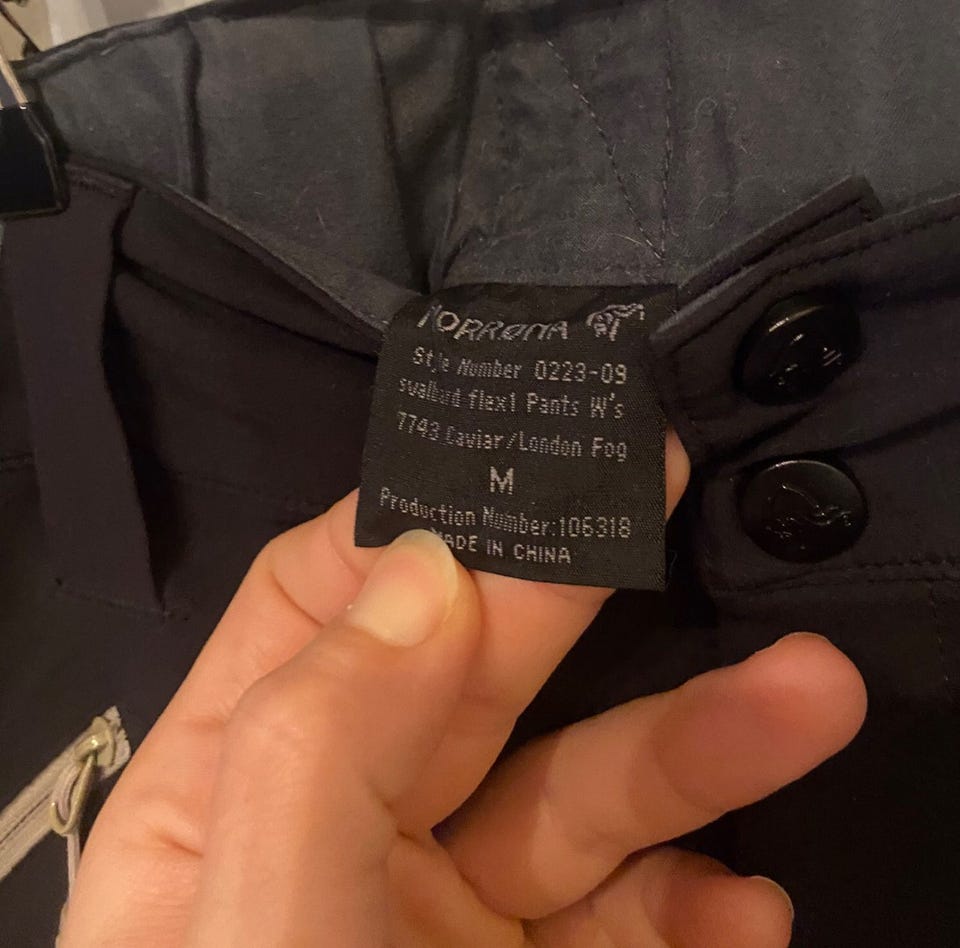 NORRØNA
Style Number 0223-09
svalbard flex1 Pants W's
7743 Caviar/London Fog
M
Production Number:106318
MADE IN CHINA